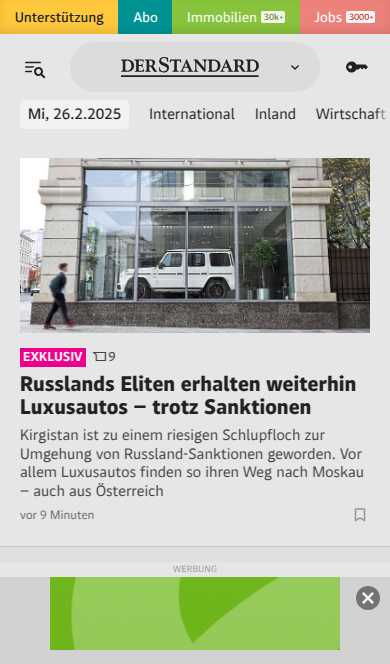 Unterstützung Abo Immobilien 30k+ Jobs 3000+
DERSTANDARD
Mi, 26.2.2025 International Inland Wirtschaft
EXKLUSIV 9
Russlands Eliten erhalten weiterhin
Luxusautos – trotz Sanktionen
Kirgistan ist zu einem riesigen Schlupfloch zur
Umgehung von Russland-Sanktionen geworden. Vor
allem Luxusautos finden so ihren Weg nach Moskau
– auch aus Österreich
vor 9 Minuten
WERBUNG